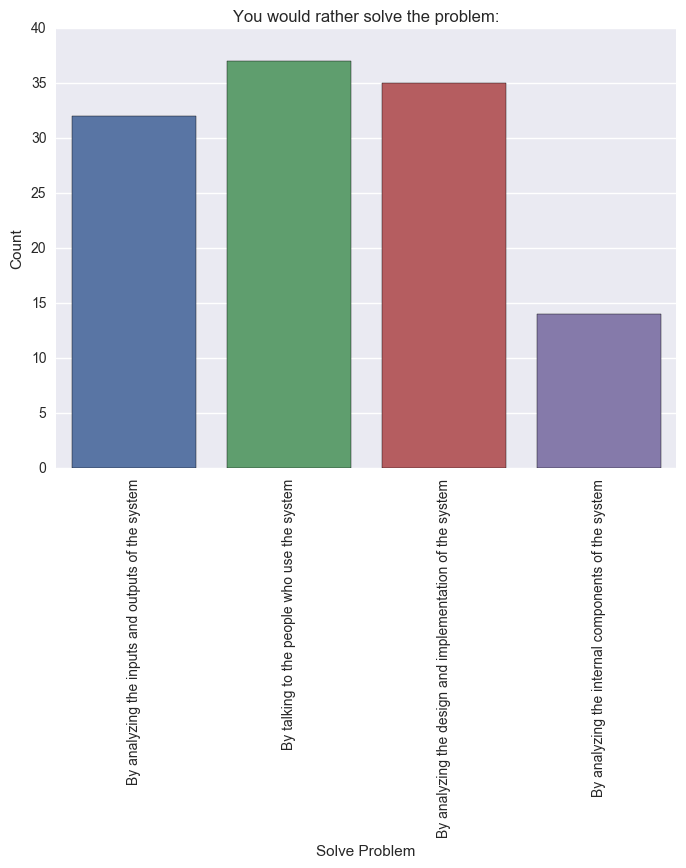 You would rather solve the problem:
40
35
30
25
20
15
10
5
0
Count
By analyzing the inputs and outputs of the system
By talking to the people who use the system
By analyzing the design and implementation of the system
By analyzing the internal components of the system
Solve Problem